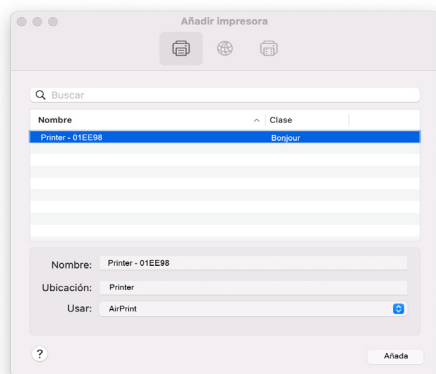 Añadir impresora
Buscar
Nombre Clase
Printer - 01EE98 Bonjour
Nombre: Printer - 01EE98
Ubicación: Printer
Usar: AirPrint
? Añada